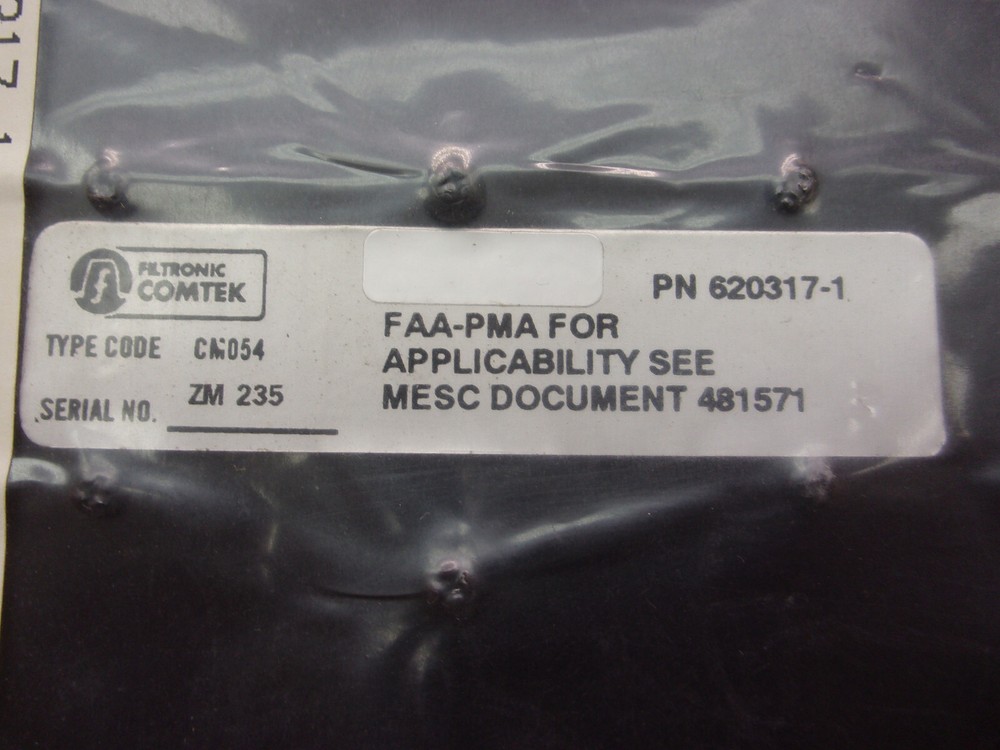 FILTRONIC
COMTEK
PN 620317-1
FAA-PMA FOR
APPLICABILITY SEE
MESC DOCUMENT 481571
TYPE CODE CM054
SERIAL NO. ZM 235